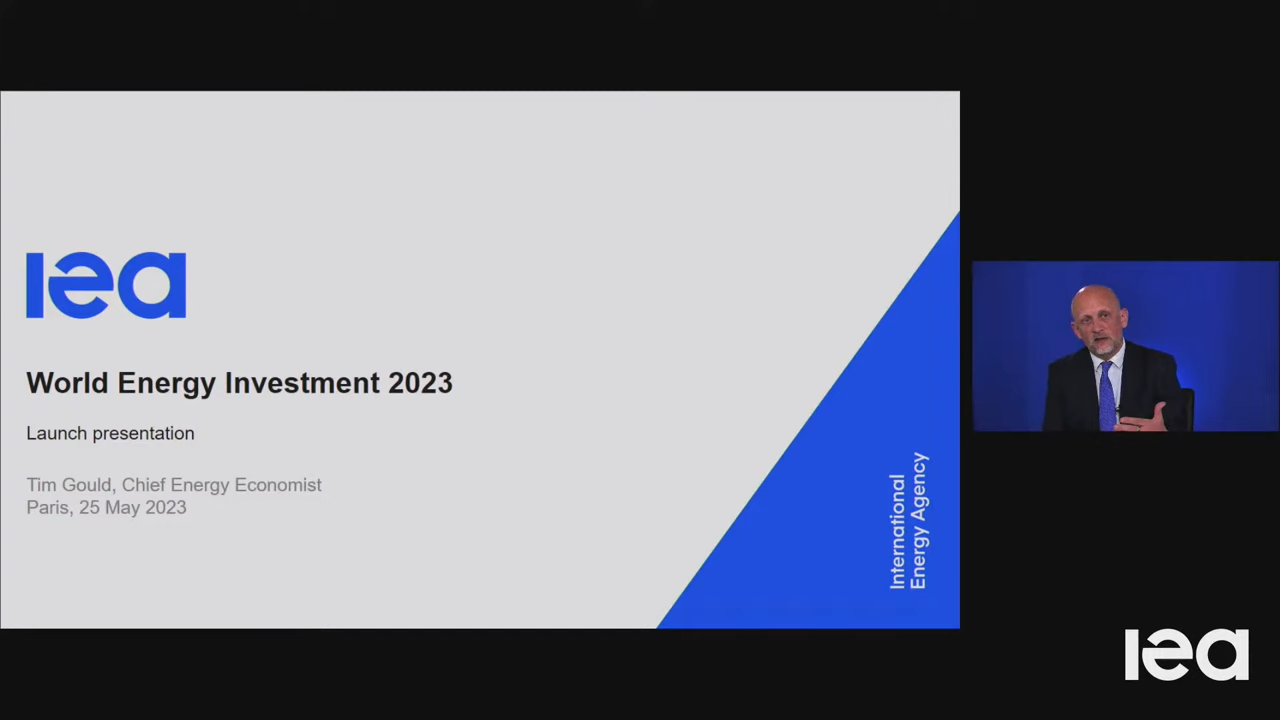 iea
World Energy Investment 2023
Launch presentation
Tim Gould, Chief Energy Economist
Paris, 25 May 2023
International
Energy Agency
iea